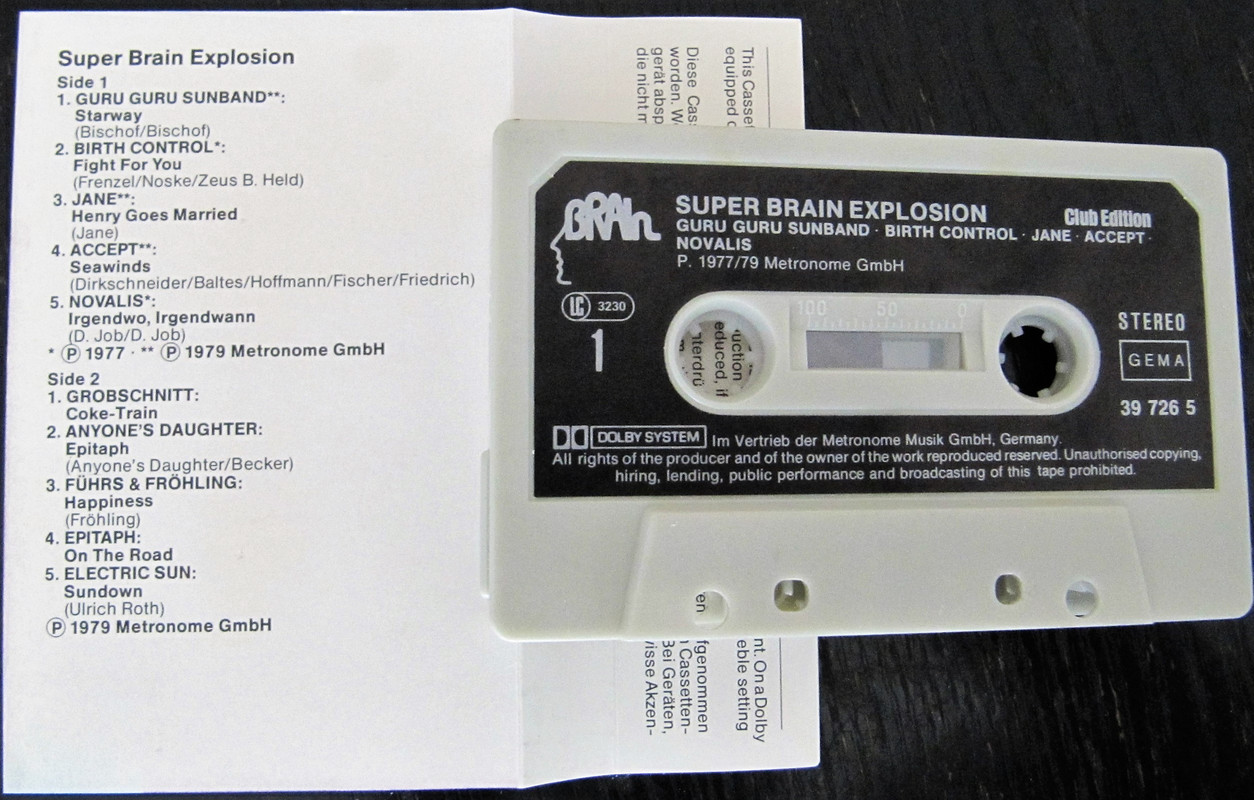 Super Brain Explosion
Side 1
1. GURU GURU SUNBAND**:
Starway
(Bischof/Bischof)
2. BIRTH CONTROL*:
Fight For You
(Frenzel/Noske/Zeus B. Held)
3. JANE**:
Henry Goes Married
(Jane)
4. ACCEPT**:
Seawinds
(Dirkschneider/Baltes/Hoffmann/Fischer/Friedrich)
5. NOVALIS*:
Irgendwo, Irgendwann
(D. Job/D. Job)
* Ⓟ 1977 · ** Ⓟ 1979 Metronome GmbH
Side 2
1. GROBSCHNITT:
Coke-Train
2. ANYONE'S DAUGHTER:
Epitaph
(Anyone's Daughter/Becker)
3. FÜHRS & FRÖHLING:
Happiness
(Fröhling)
4. EPITAPH:
On The Road
5. ELECTRIC SUN:
Sundown
(Ulrich Roth)
Ⓟ 1979 Metronome GmbH
This Casset
equipped
Diese Cas
worden. We
gerät absp
die nicht m
nt. On a Dolby
eble setting
fgenommen
Cassetten-
Bei Geräten,
visse Akzen-
BRAIN
SUPER BRAIN EXPLOSION
Club Edition
GURU GURU SUNBAND · BIRTH CONTROL · JANE · ACCEPT ·
NOVALIS
P. 1977/79 Metronome GmbH
LC 3230
1
100 50 0
uction
educed, if
nterdrü
STEREO
GEMA
39 726 5
DOLBY SYSTEM Im Vertrieb der Metronome Musik GmbH, Germany.
All rights of the producer and of the owner of the work reproduced reserved. Unauthorised copying,
hiring, lending, public performance and broadcasting of this tape prohibited.
en